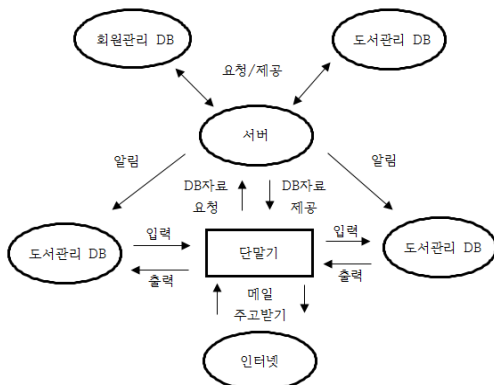 회원관리 DB
도서관리 DB
요청/제공
서버
알림
알림
DB자료
요청
DB자료
제공
도서관리 DB
입력
출력
단말기
입력
출력
도서관리 DB
메일
주고받기
인터넷